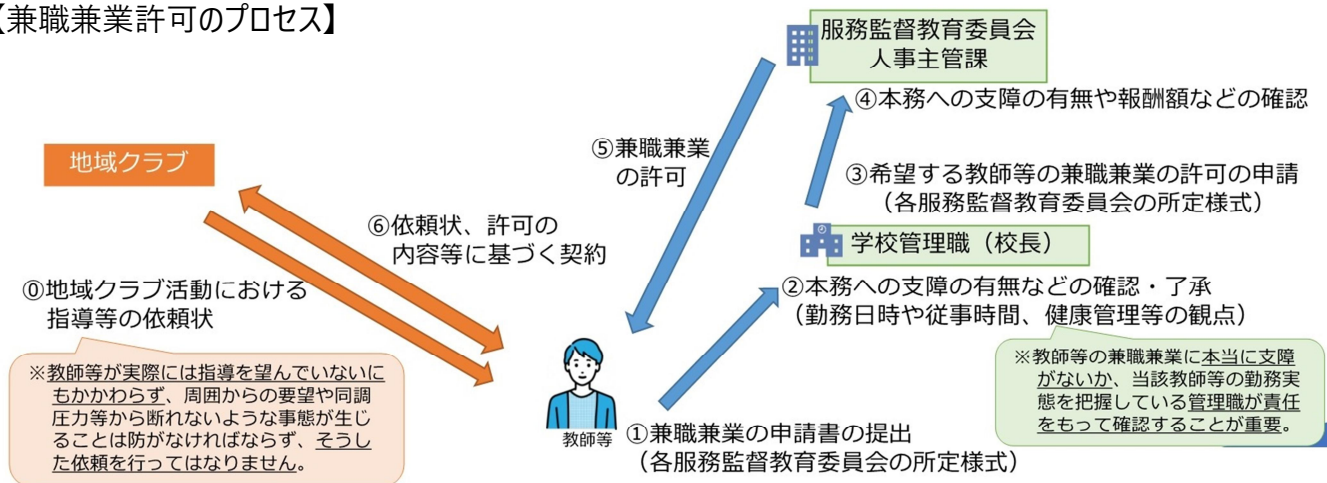 【兼職兼業許可のプロセス】
服務監督教育委員会
人事主管課
④本務への支障の有無や報酬額などの確認
地域クラブ
⑤兼職兼業
の許可
③希望する教師等の兼職兼業の許可の申請
（各服務監督教育委員会の所定様式）
⑥依頼状、許可の
内容等に基づく契約
学校管理職（校長）
⓪地域クラブ活動における
指導等の依頼状
②本務への支障の有無などの確認・了承
（勤務日時や従事時間、健康管理等の観点）
※教師等が実際には指導を望んでいないに
もかかわらず、周囲からの要望や同調
圧力等から断れないような事態が生じ
ることは防がなければならず、そうし
た依頼を行ってはなりません。
※教師等の兼職兼業に本当に支障
がないか、当該教師等の勤務実
態を把握している管理職が責任
をもって確認することが重要。
教師等
①兼職兼業の申請書の提出
（各服務監督教育委員会の所定様式）